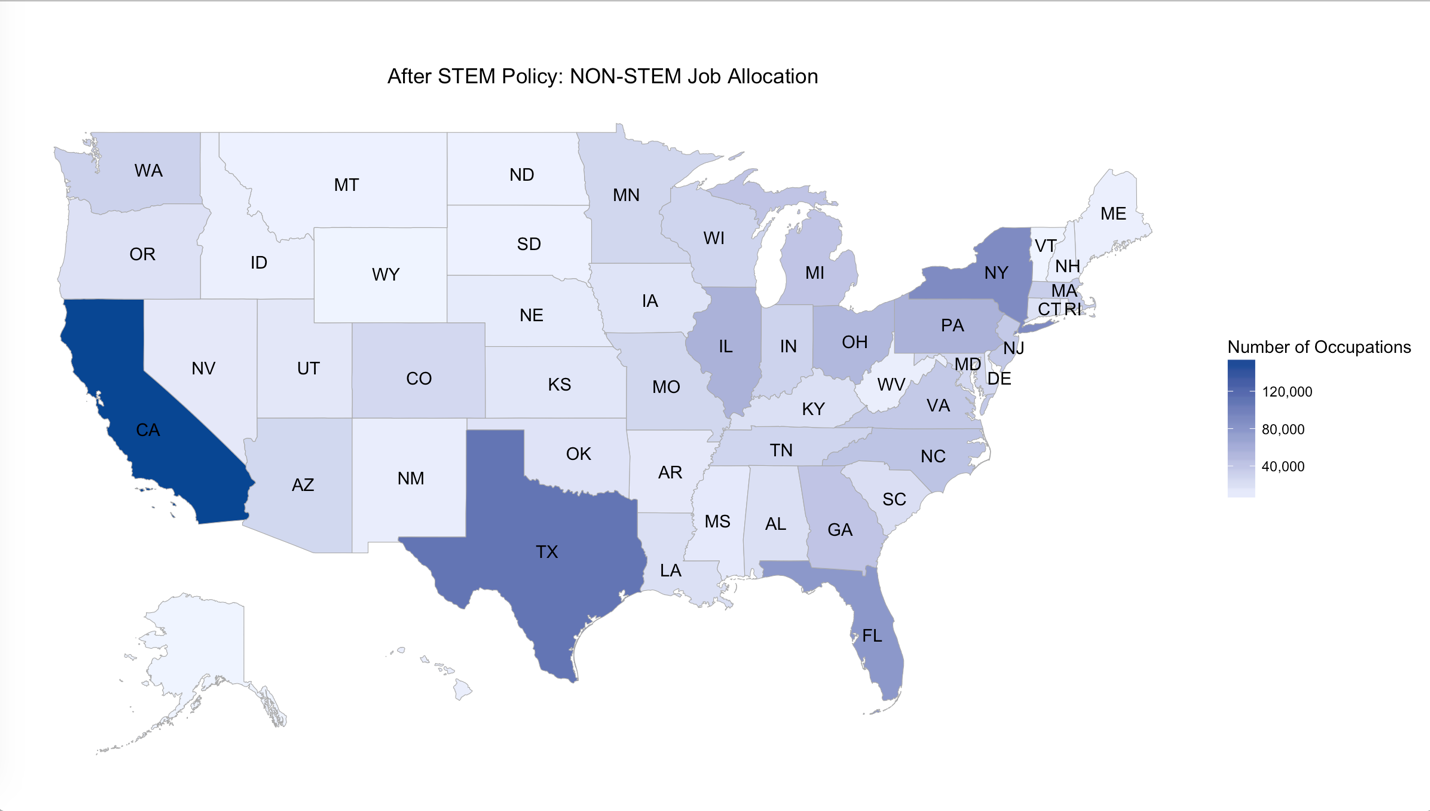 After STEM Policy: NON-STEM Job Allocation
WA
MT
ND
MN
ME
OR
ID
SD
WI
VT
NH
WY
MI
NY
MA
IA
CT RI
NE
PA
NV
UT
CO
KS
MO
IL
IN
OH
NJ
MD
DE
WV
KY
VA
CA
TN
NC
OK
AR
AZ
NM
SC
MS
AL
GA
TX
LA
FL
Number of Occupations
120,000
80,000
40,000